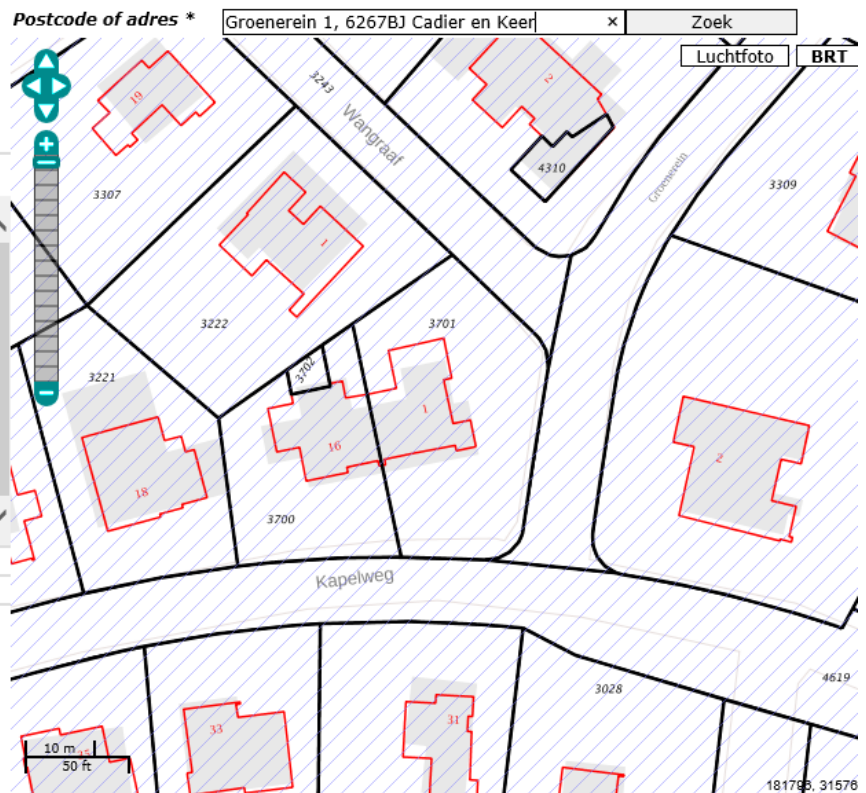 Postcode of adres *
Groenerein 1, 6267BJ Cadier en Keer
×
Zoek
Luchtfoto
BRT
3243
Wangraaf
2
19
4310
Groenerein
3309
3307
1
3222
3701
3702
3221
1
16
2
18
3700
Kapelweg
4619
3028
31
33
10 m
50 ft
181796, 31576